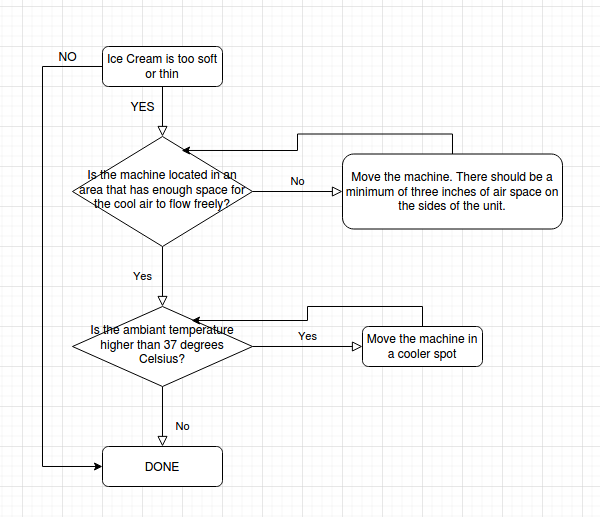 NO
Ice Cream is too soft
or thin
YES
Is the machine located in an
area that has enough space for
the cool air to flow freely?
No
Move the machine. There should be a
minimum of three inches of air space on
the sides of the unit.
Yes
Is the ambiant temperature
higher than 37 degrees
Celsius?
Yes
Move the machine in
a cooler spot
No
DONE